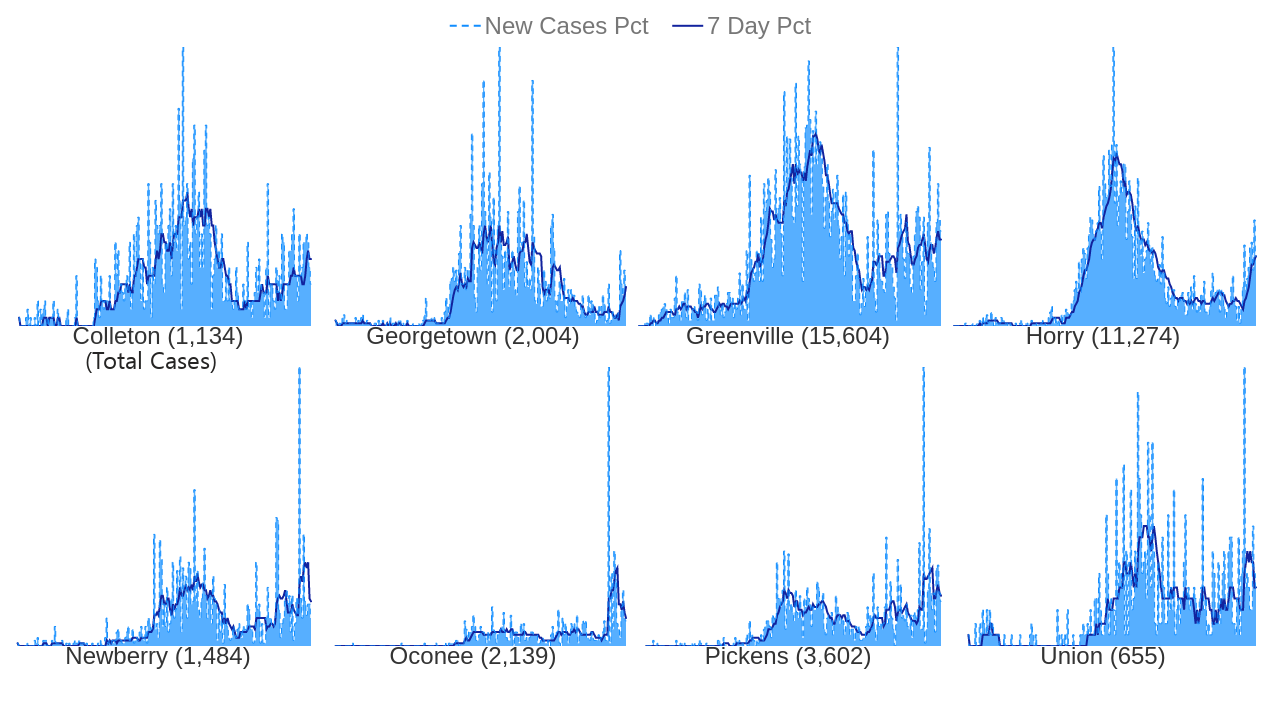 New Cases Pct 7 Day Pct
Colleton (1,134) Georgetown (2,004) Greenville (15,604) Horry (11,274)
(Total Cases)
Newberry (1,484) Oconee (2,139) Pickens (3,602) Union (655)